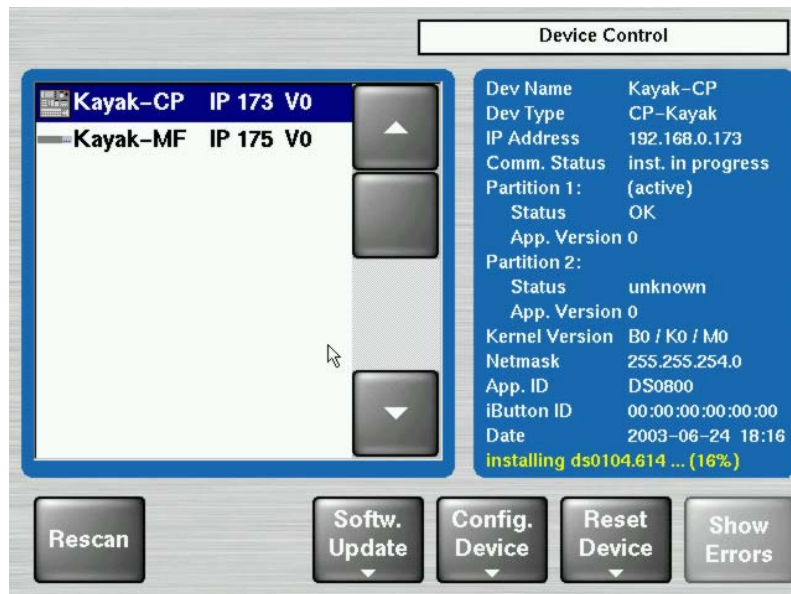 Device Control
Kayak-CP IP 173 V0
Kayak-MF IP 175 V0
Dev Name Kayak-CP
Dev Type CP-Kayak
IP Address 192.168.0.173
Comm. Status inst. in progress
Partition 1: (active)
Status OK
App. Version 0
Partition 2:
Status unknown
App. Version 0
Kernel Version B0 / K0 / M0
Netmask 255.255.254.0
App. ID DS0800
iButton ID 00:00:00:00:00:00
Date 2003-06-24 18:16
installing ds0104.614 ... (16%)
Rescan
Softw.
Update
Config.
Device
Reset
Device
Show
Errors